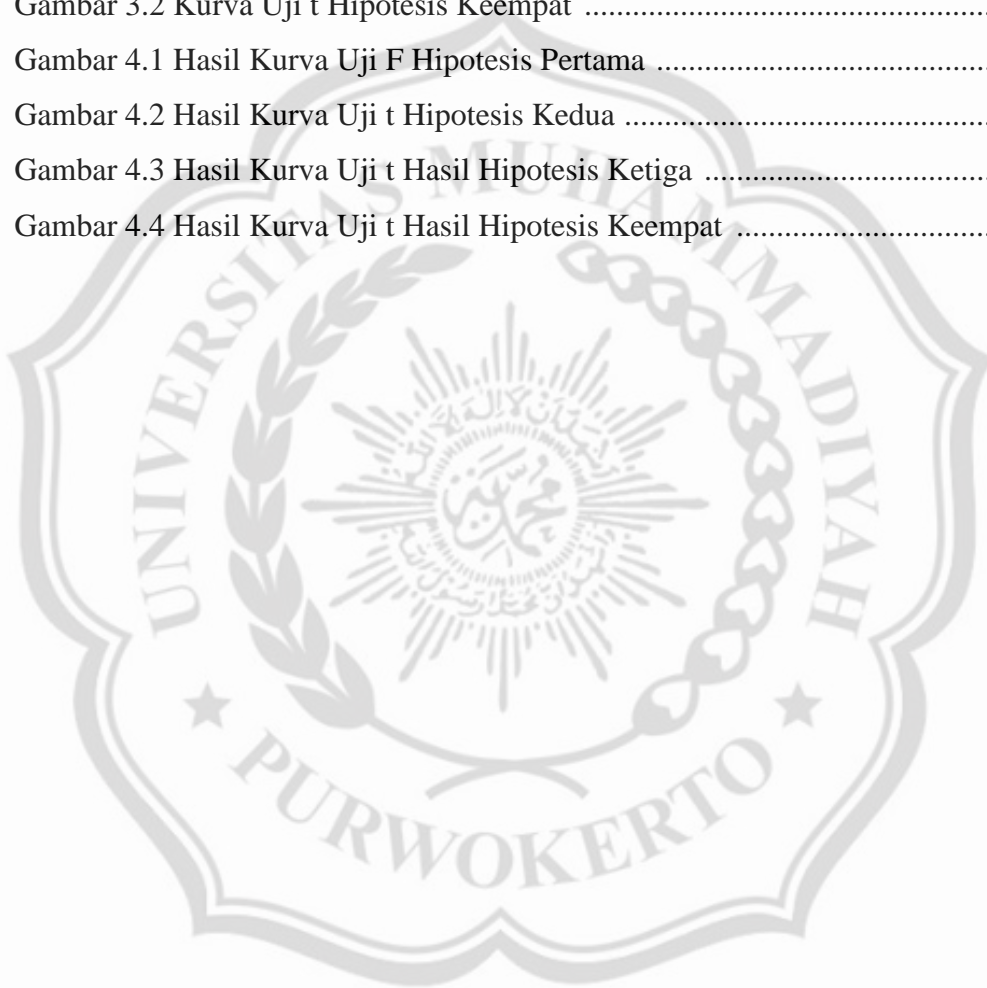 Gambar 3.2 Kurva Uji t Hipotesis Keempat ..........................................
Gambar 4.1 Hasil Kurva Uji F Hipotesis Pertama ..........................................
Gambar 4.2 Hasil Kurva Uji t Hipotesis Kedua ..........................................
Gambar 4.3 Hasil Kurva Uji t Hasil Hipotesis Ketiga ....................................
Gambar 4.4 Hasil Kurva Uji t Hasil Hipotesis Keempat ................................
UNIVERSITAS MUHAMMADIYAH
PURWOKERTO